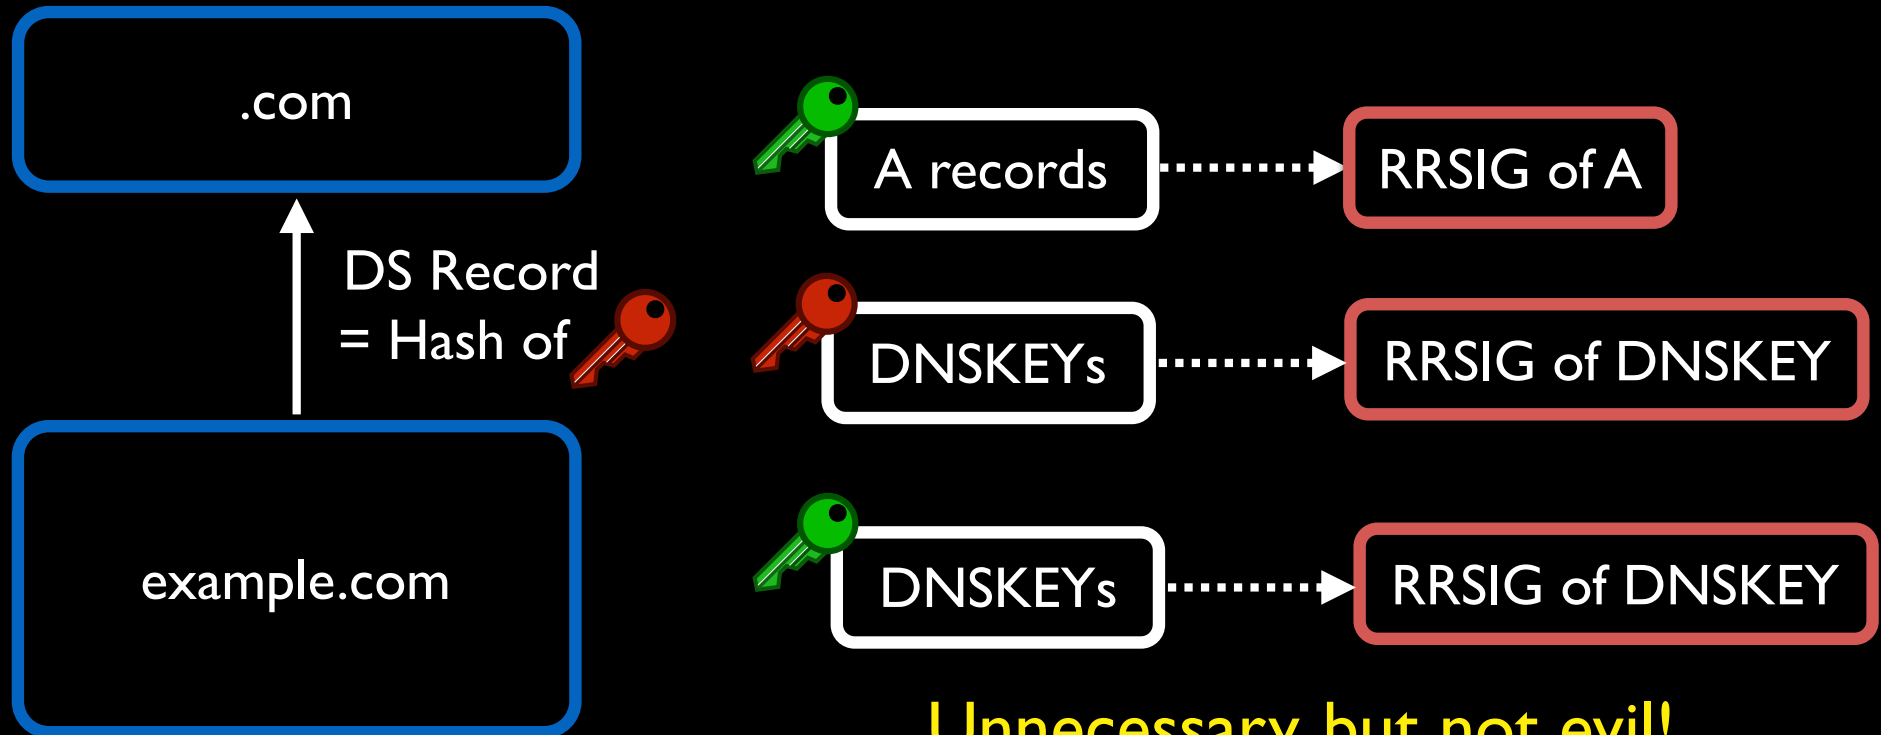 .com
DS Record
= Hash of
example.com
A records
RRSIG of A
DNSKEYs
RRSIG of DNSKEY
DNSKEYs
RRSIG of DNSKEY
Unnecessary but not evil!